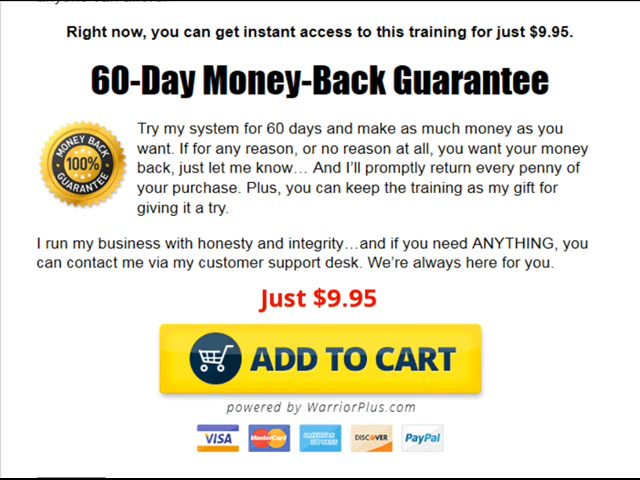 Right now, you can get instant access to this training for just $9.95.
60-Day Money-Back Guarantee
MONEY BACK
100%
GUARANTEE
Try my system for 60 days and make as much money as you
want. If for any reason, or no reason at all, you want your money
back, just let me know… And I'll promptly return every penny of
your purchase. Plus, you can keep the training as my gift for
giving it a try.
I run my business with honesty and integrity…and if you need ANYTHING, you
can contact me via my customer support desk. We're always here for you.
Just $9.95
ADD TO CART
powered by WarriorPlus.com
VISA
MasterCard
AMERICAN
EXPRESS
DISCOVER
PayPal